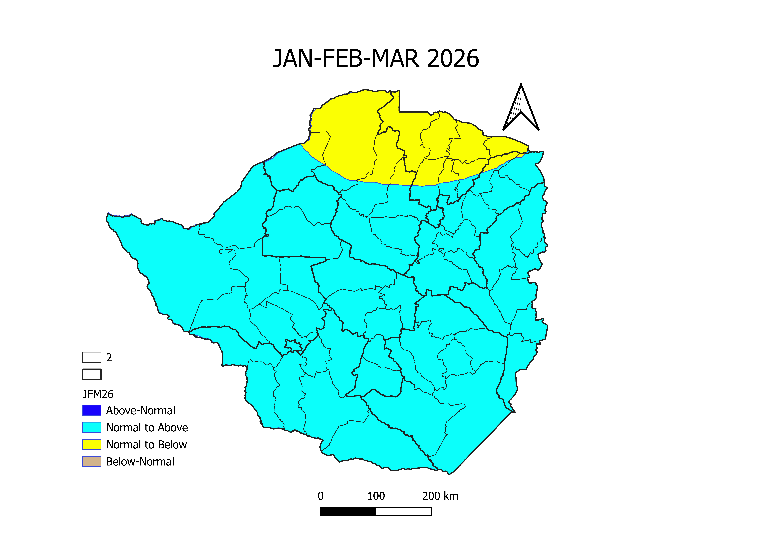 JAN-FEB-MAR 2026
2
JFM26
Above-Normal
Normal to Above
Normal to Below
Below-Normal
0 100 200 km